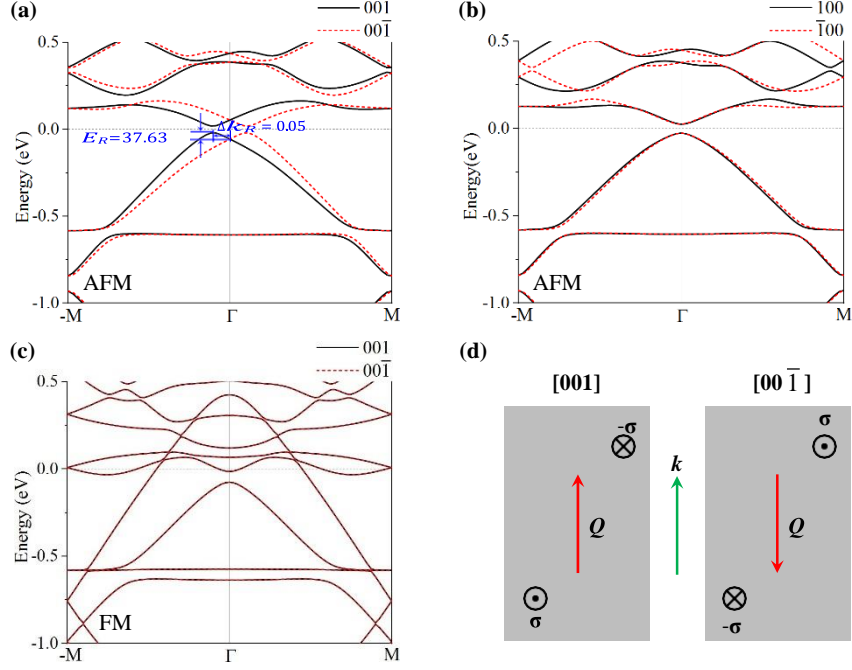 (a)
001
001̅
0.5
0.0
-0.5
-1.0
Energy (eV)
E_R=37.63
Δk_R = 0.05
AFM
-M
Γ
M
(b)
100
1̅00
0.5
0.0
-0.5
-1.0
Energy(eV)
AFM
-M
Γ
M
(c)
001
001̅
0.5
0.0
-0.5
-1.0
Energy (eV)
FM
-M
Γ
M
(d)
[001]
[00 1̅ ]
-σ
σ
k
Q
Q
σ
-σ